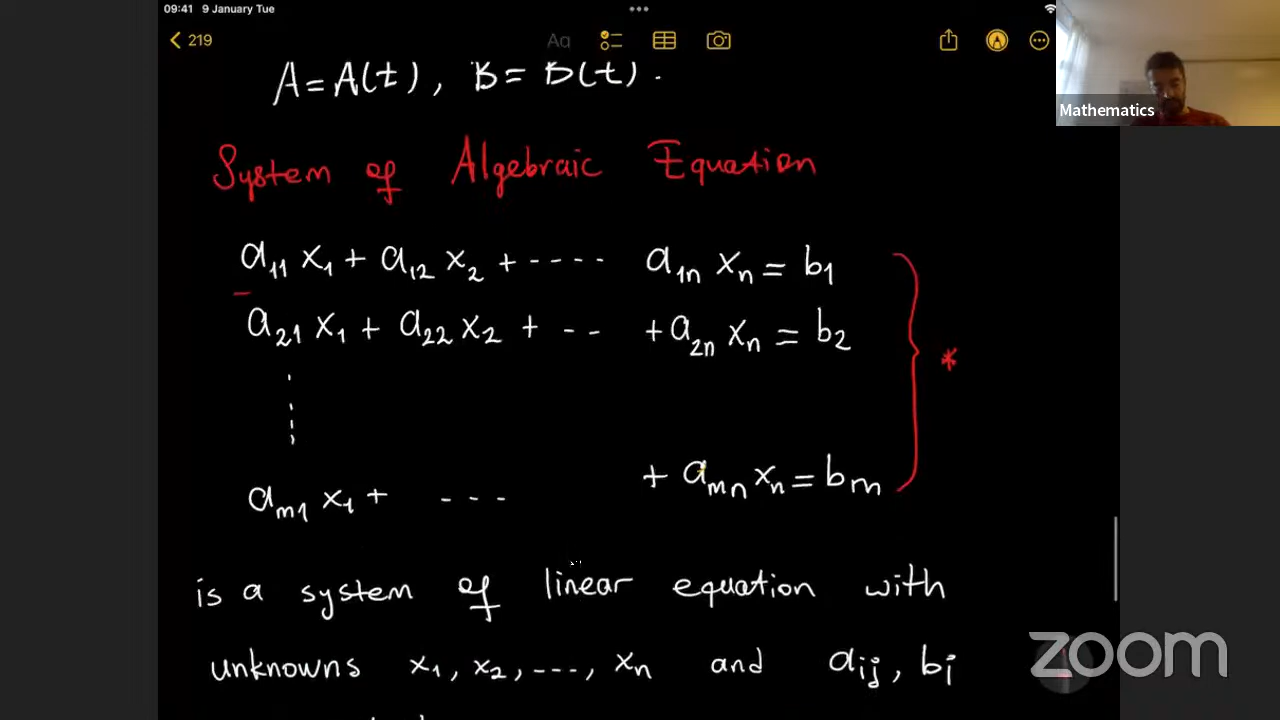 09:41 9 January Tue
219
Aa
Mathematics
A = A(t), B = B(t).
System of Algebraic Equation
a₁₁ x₁ + a₁₂ x₂ + ---- a₁ₙ xₙ = b₁
a₂₁ x₁ + a₂₂ x₂ + -- + a₂ₙ xₙ = b₂
*
aₘ₁ x₁ + --- + aₘₙ xₙ = bₘ
is a system of linear equation with
unknowns x₁, x₂, ...., xₙ and aᵢⱼ, bⱼ
zoom